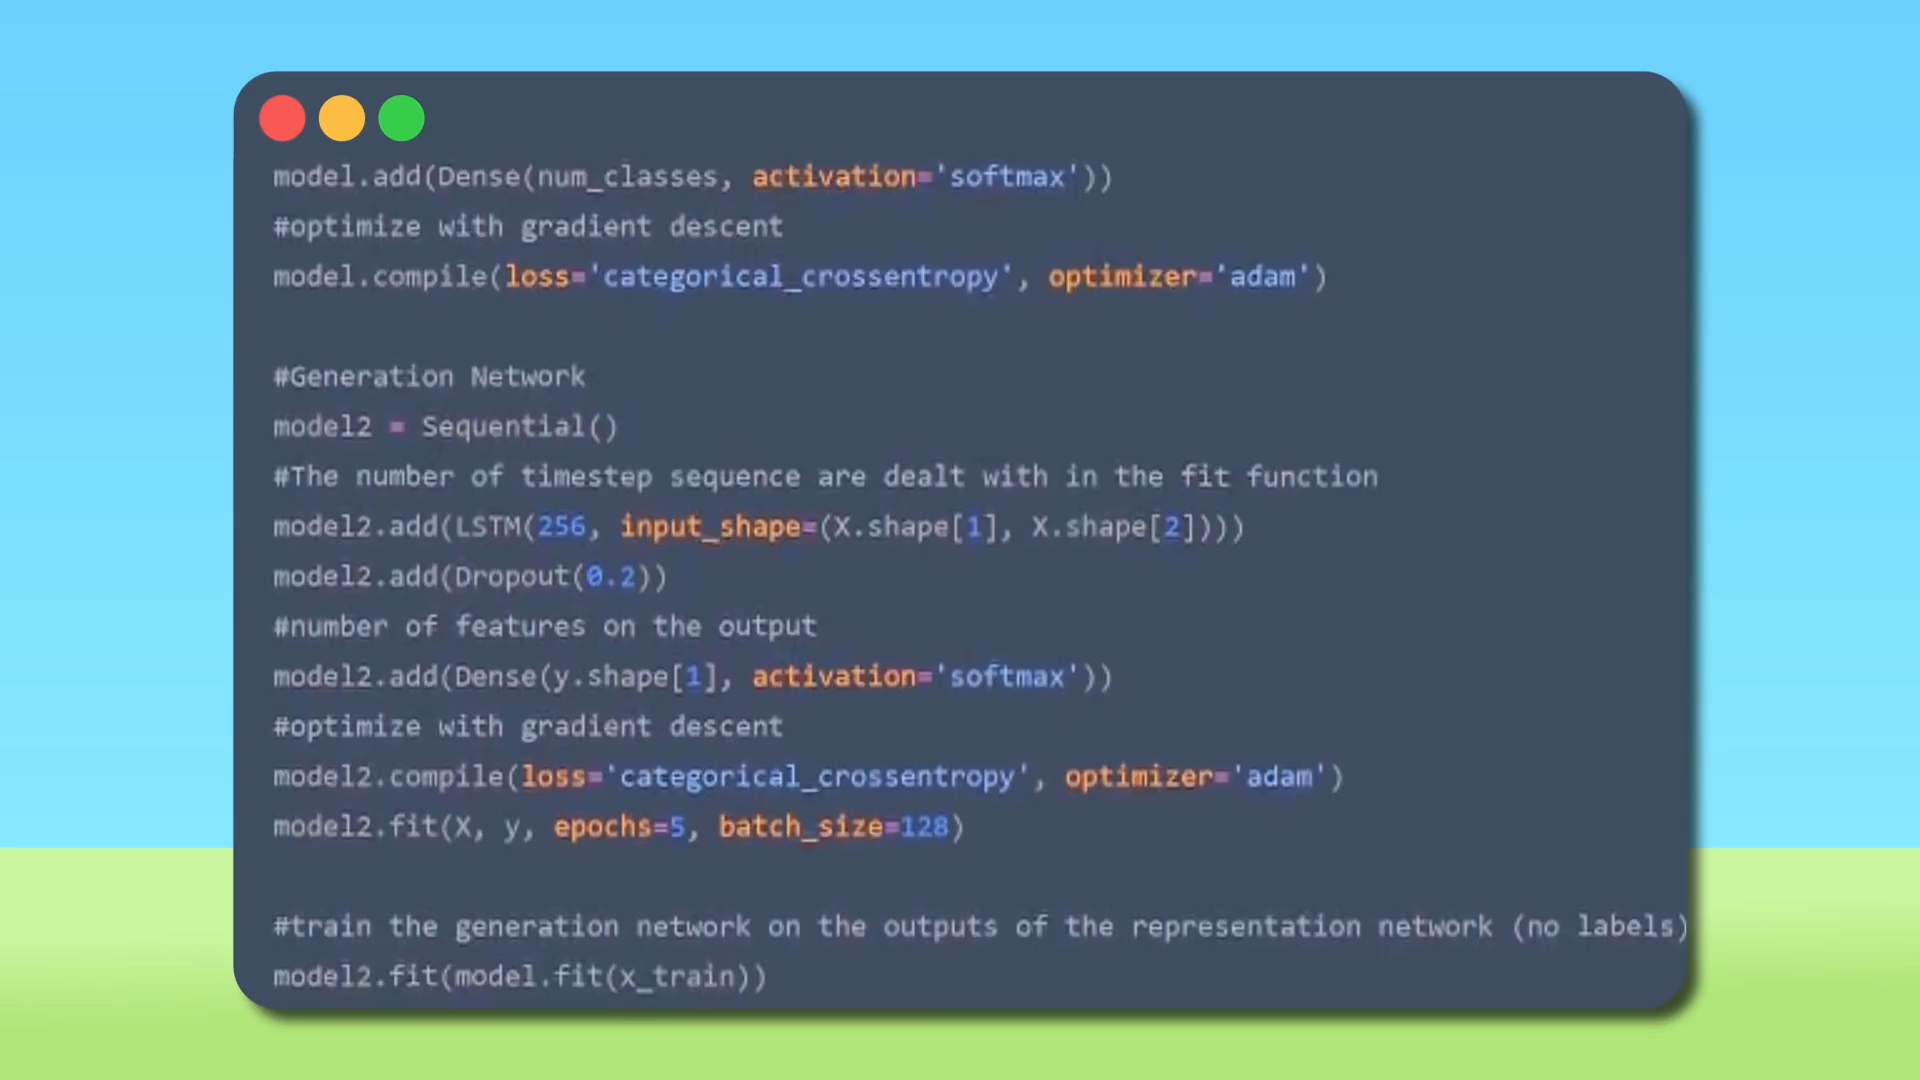 model.add(Dense(num_classes, activation='softmax'))
#optimize with gradient descent
model.compile(loss='categorical_crossentropy', optimizer='adam')
#Generation Network
model2 = Sequential()
#The number of timestep sequence are dealt with in the fit function
model2.add(LSTM(256, input_shape=(X.shape[1], X.shape[2])))
model2.add(Dropout(0.2))
#number of features on the output
model2.add(Dense(y.shape[1], activation='softmax'))
#optimize with gradient descent
model2.compile(loss='categorical_crossentropy', optimizer='adam')
model2.fit(X, y, epochs=5, batch_size=128)
#train the generation network on the outputs of the representation network (no labels)
model2.fit(model.fit(x_train))